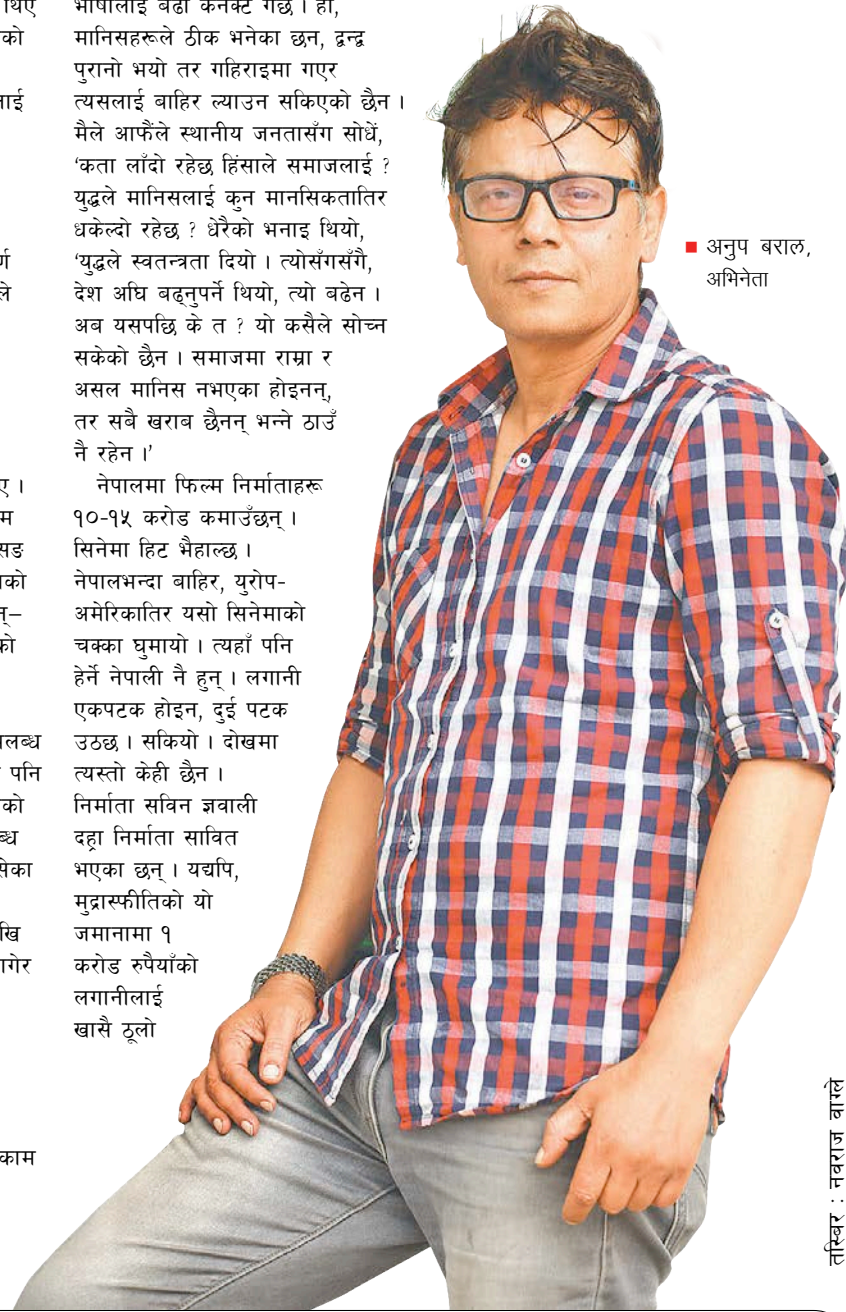 थिए
को
नाई
र्ण
ले
ए ।
म
सङ
को
न्–
को
लब्ध
पनि
को
ब्ध
सिका
खि
ागेर
काम
भाषालाई बढी कनेक्ट गर्छ । हो,
मानिसहरूले ठीक भनेका छन, द्वन्द्व
पुरानो भयो तर गहिराइमा गएर
त्यसलाई बाहिर ल्याउन सकिएको छैन ।
मैले आफैंले स्थानीय जनतासँग सोधें,
‘कता लाँदो रहेछ हिंसाले समाजलाई ?
युद्धले मानिसलाई कुन मानसिकतातिर
धकेल्दो रहेछ ? धेरैको भनाइ थियो,
‘युद्धले स्वतन्त्रता दियो । त्योसँगसँगै,
देश अघि बढ्नुपर्ने थियो, त्यो बढेन ।
अब यसपछि के त ? यो कसैले सोच्न
सकेको छैन । समाजमा राम्रा र
असल मानिस नभएका होइनन्,
तर सबै खराब छैनन् भन्ने ठाउँ
नै रहेन ।’
नेपालमा फिल्म निर्माताहरू
१०-१५ करोड कमाउँछन् ।
सिनेमा हिट भैहाल्छ ।
नेपालभन्दा बाहिर, युरोप-
अमेरिकातिर यसो सिनेमाको
चक्का घुमायो । त्यहाँ पनि
हेर्ने नेपाली नै हुन् । लगानी
एकपटक होइन, दुई पटक
उठछ । सकियो । दोखमा
त्यस्तो केही छैन ।
निर्माता सविन ज्ञवाली
दह्रा निर्माता सावित
भएका छन् । यद्यपि,
मुद्रास्फीतिको यो
जमानामा १
करोड रुपैयाँको
लगानीलाई
खासै ठूलो
अनुप बराल,
अभिनेता
तस्बिर : नवराज वाग्ले